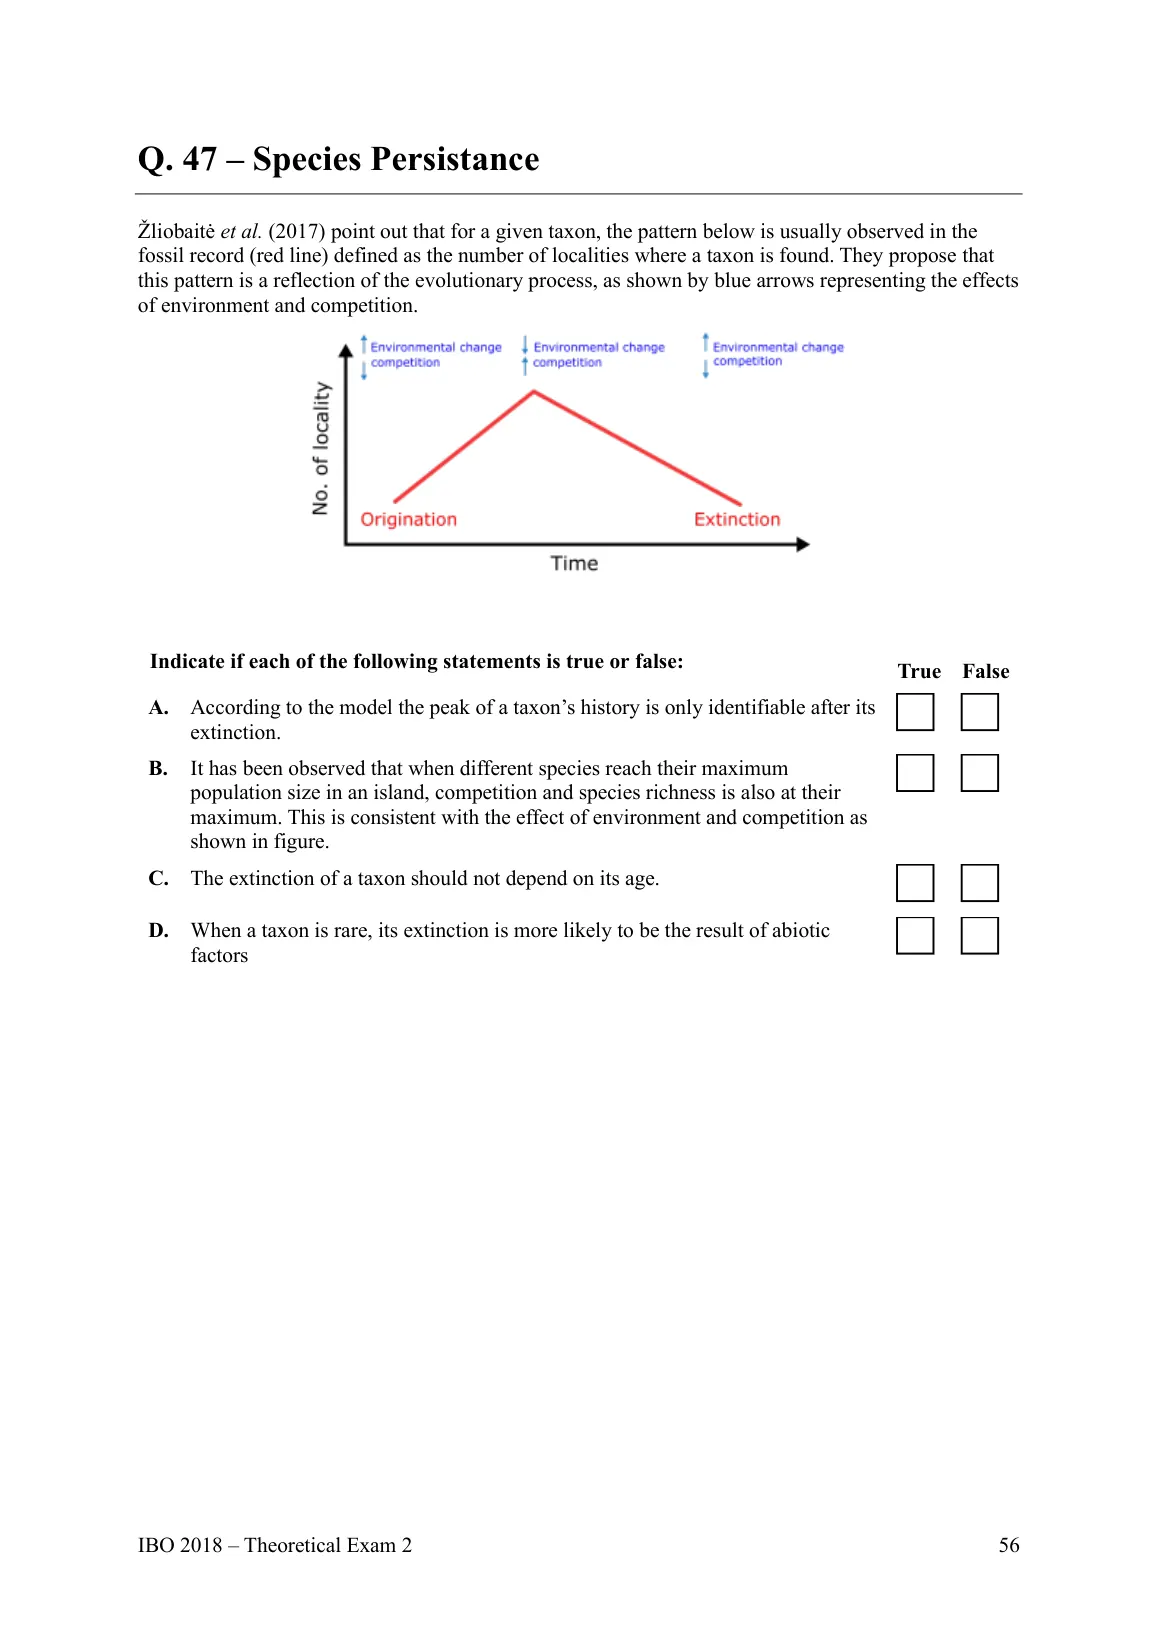 Q. 47 – Species Persistance
Žliobaitė et al. (2017) point out that for a given taxon, the pattern below is usually observed in the
fossil record (red line) defined as the number of localities where a taxon is found. They propose that
this pattern is a reflection of the evolutionary process, as shown by blue arrows representing the effects
of environment and competition.
Environmental change
competition
Environmental change
competition
Environmental change
competition
No. of locality
Origination
Extinction
Time
Indicate if each of the following statements is true or false:
True False
A. According to the model the peak of a taxon’s history is only identifiable after its
extinction.
B. It has been observed that when different species reach their maximum
population size in an island, competition and species richness is also at their
maximum. This is consistent with the effect of environment and competition as
shown in figure.
C. The extinction of a taxon should not depend on its age.
D. When a taxon is rare, its extinction is more likely to be the result of abiotic
factors
IBO 2018 – Theoretical Exam 2 56